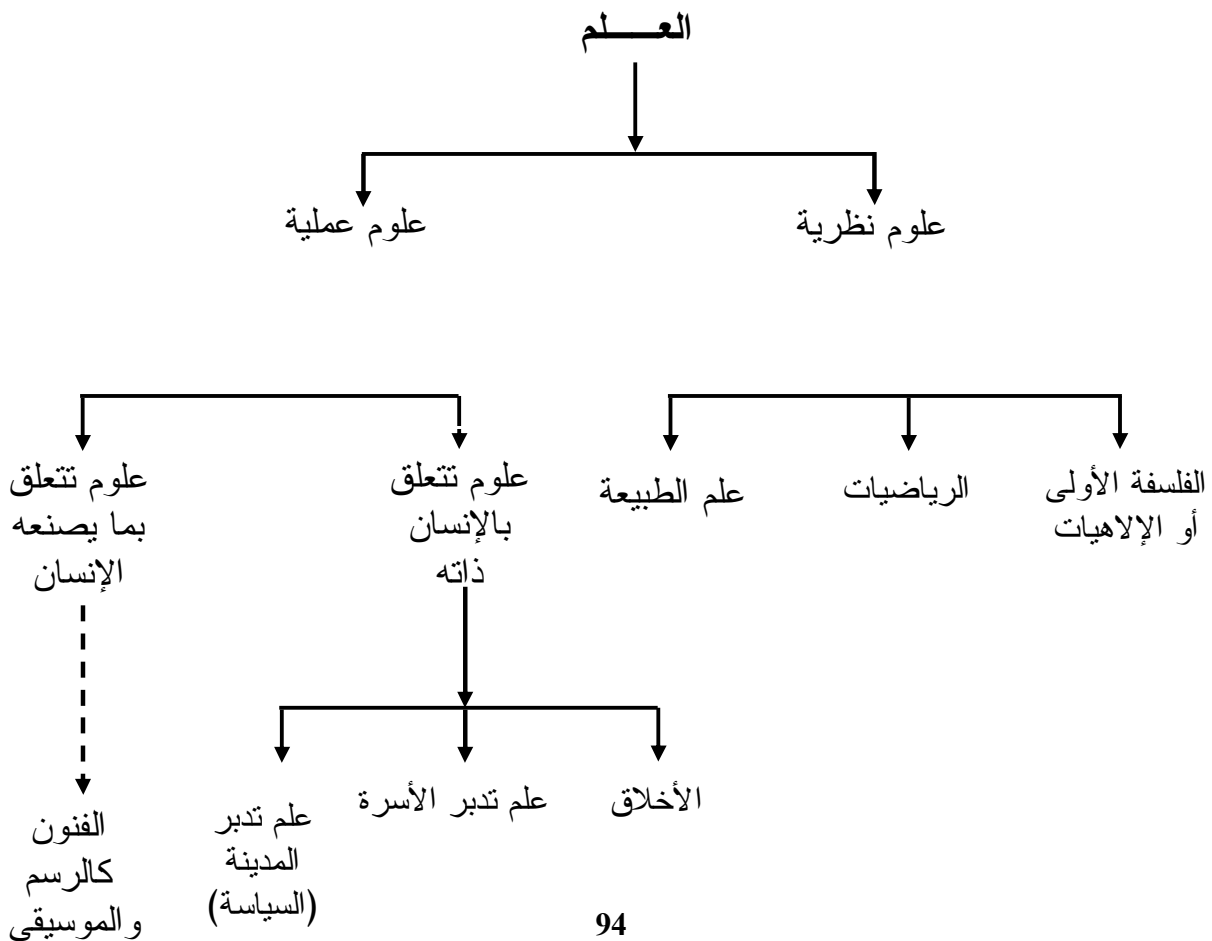 العـــــلم
علوم نظرية
علوم عملية
الفلسفة الأولى
أو الإلاهيات
الرياضيات
علم الطبيعة
علوم تتعلق
بالإنسان
ذاته
علوم تتعلق
بما يصنعه
الإنسان
الأخلاق
علم تدبر الأسرة
علم تدبر
المدينة
(السياسة)
الفنون
كالرسم
والموسيقى
94